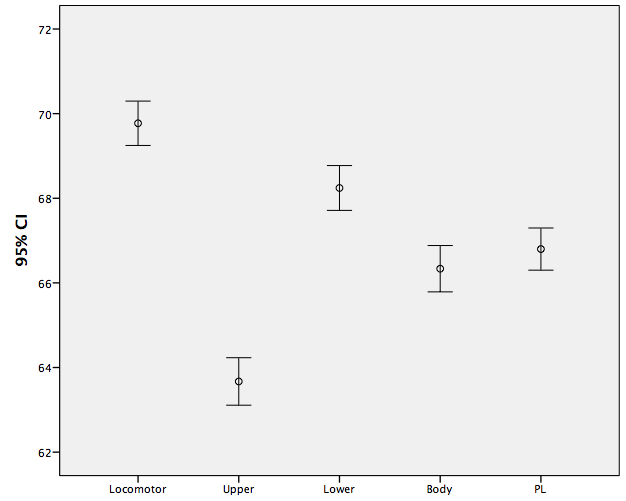 72
70
68
66
64
62
95% CI
Locomotor
Upper
Lower
Body
PL